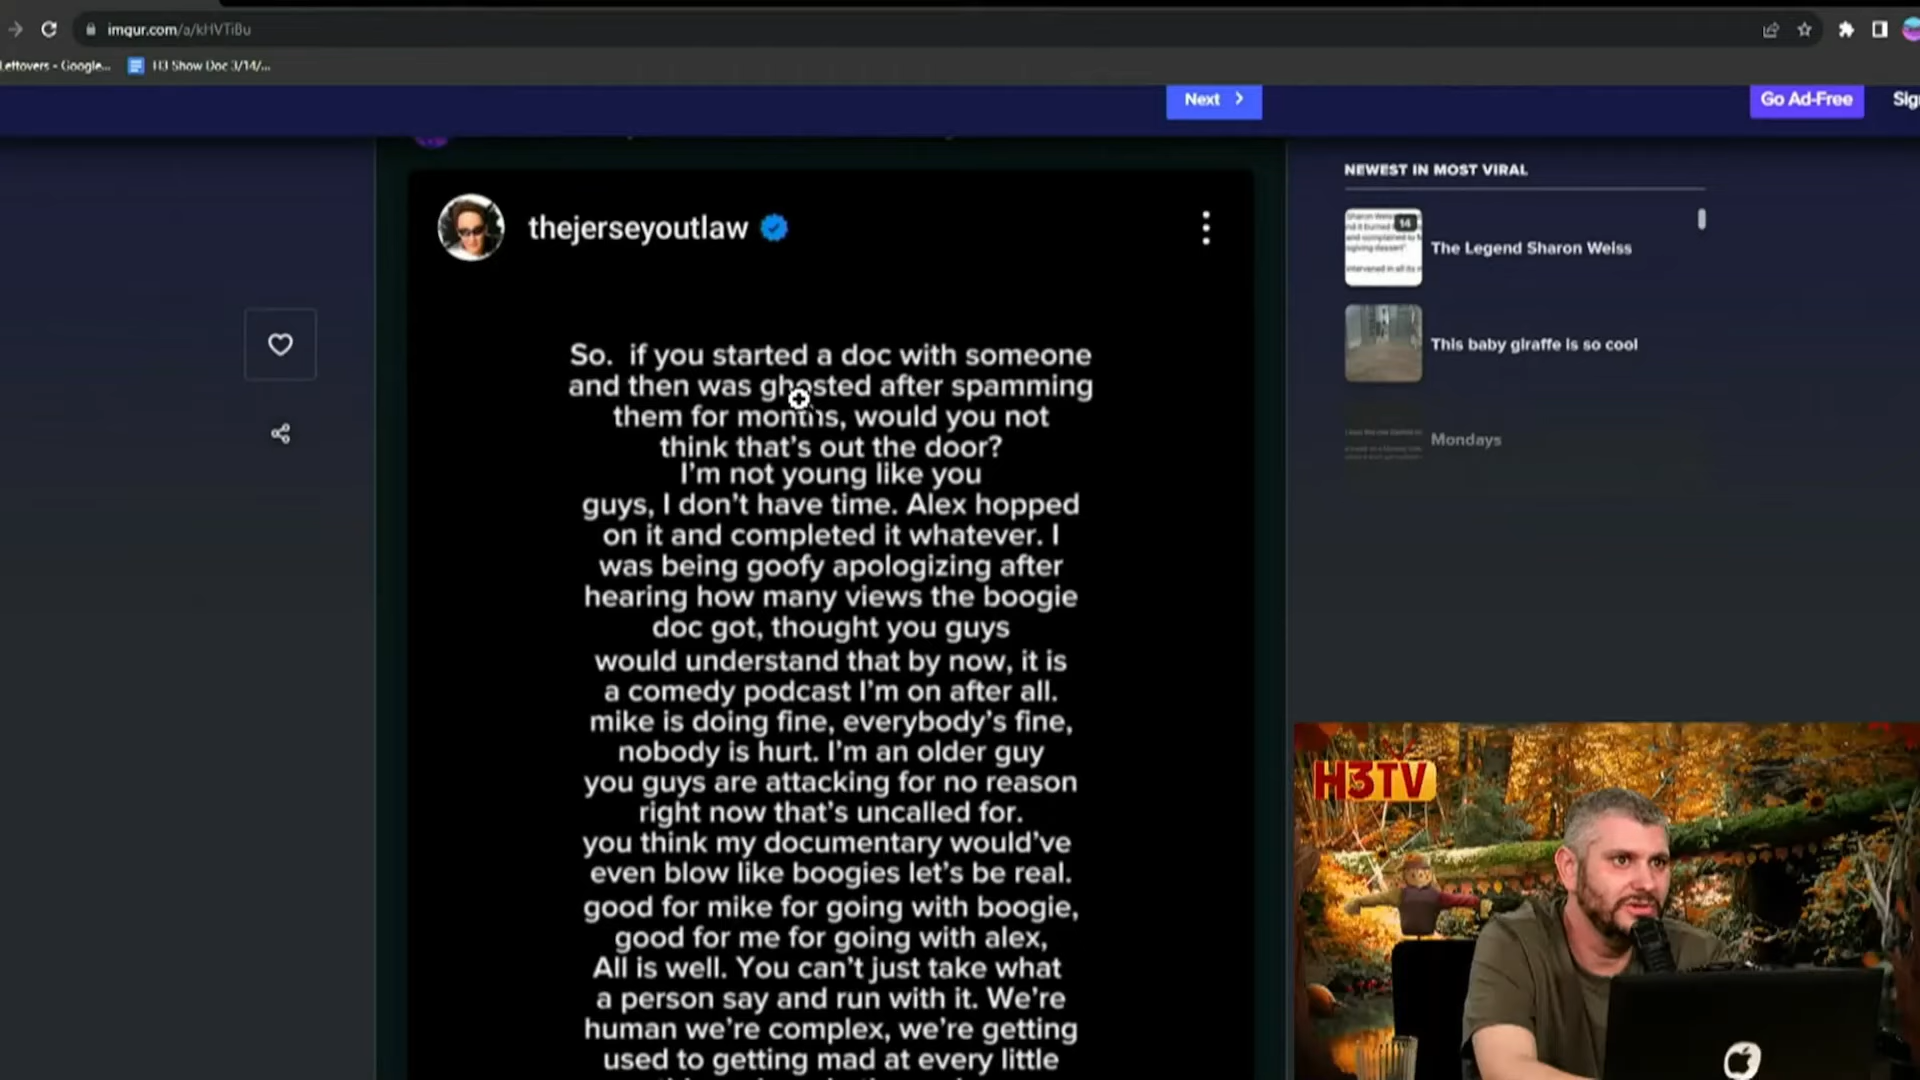 imgur.com/a/kHVTiBu
Leftovers - Google...
H3 Show Doc 3/14/...
Next
Go Ad-Free
NEWEST IN MOST VIRAL
thejerseyoutlaw
14
The Legend Sharon Weiss
This baby giraffe is so cool
Mondays
So.  if you started a doc with someone
and then was ghosted after spamming
them for months, would you not
think that's out the door?
I'm not young like you
guys, I don't have time. Alex hopped
on it and completed it whatever. I
was being goofy apologizing after
hearing how many views the boogie
doc got, thought you guys
would understand that by now, it is
a comedy podcast I'm on after all.
mike is doing fine, everybody's fine,
nobody is hurt. I'm an older guy
you guys are attacking for no reason
right now that's uncalled for.
you think my documentary would've
even blow like boogies let's be real.
good for mike for going with boogie,
good for me for going with alex,
All is well. You can't just take what
a person say and run with it. We're
human we're complex, we're getting
used to getting mad at every little
H3TV